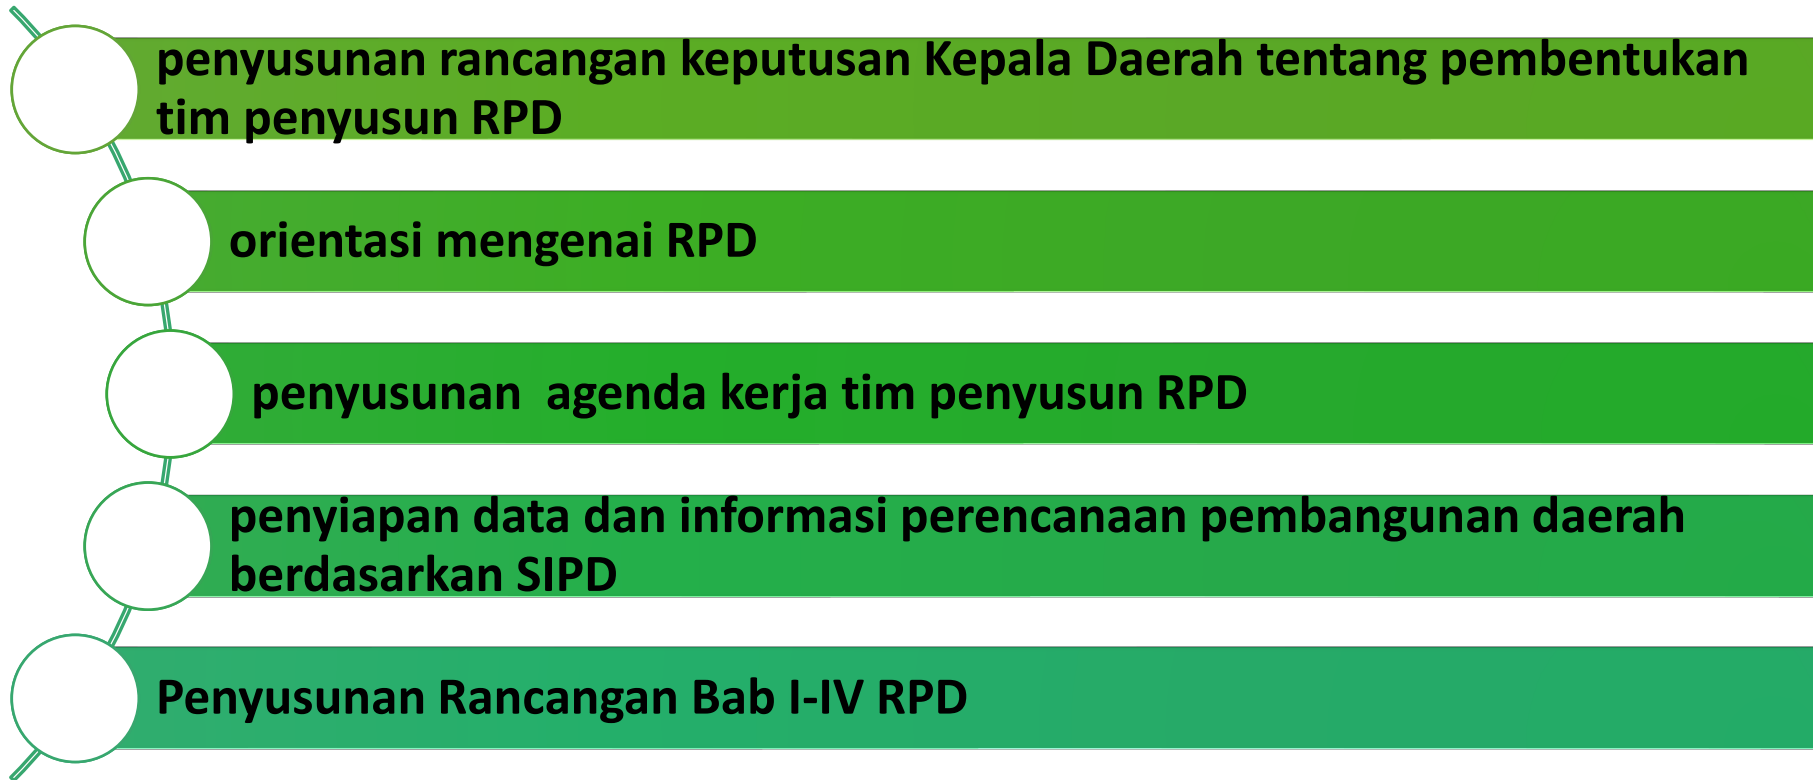 penyusunan rancangan keputusan Kepala Daerah tentang pembentukan
tim penyusun RPD
orientasi mengenai RPD
penyusunan  agenda kerja tim penyusun RPD
penyiapan data dan informasi perencanaan pembangunan daerah
berdasarkan SIPD
Penyusunan Rancangan Bab I-IV RPD